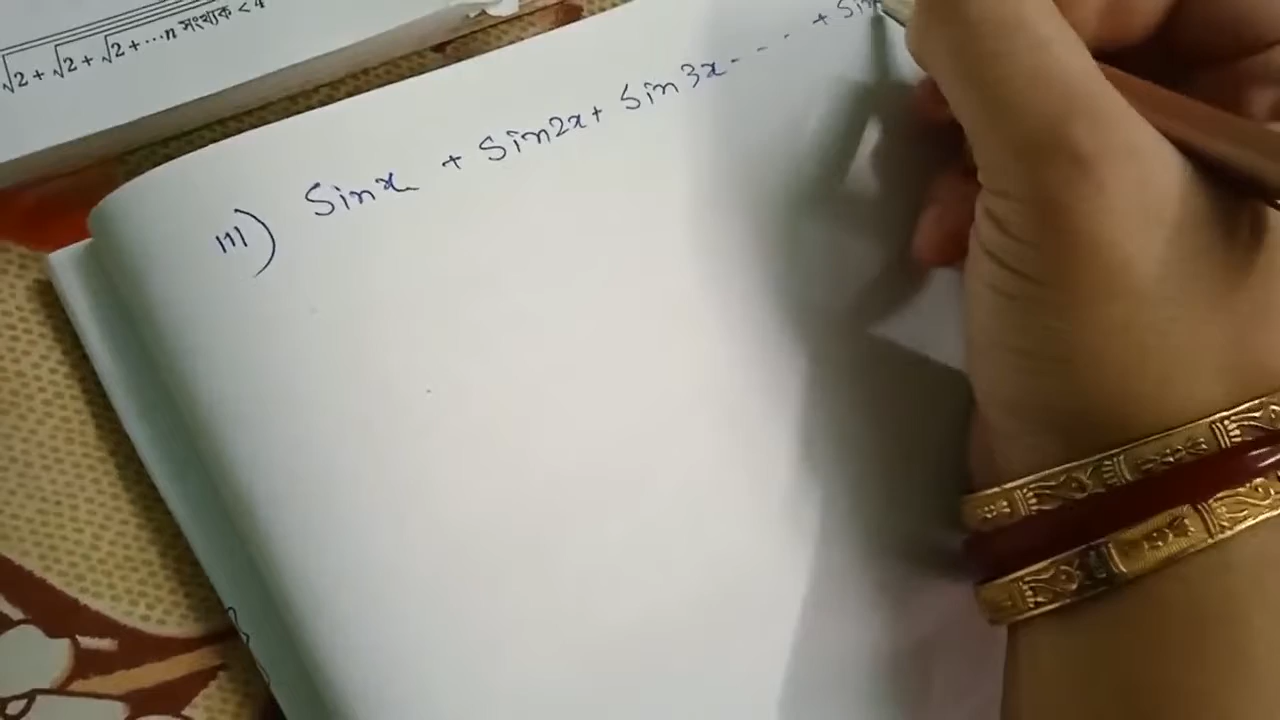 √2 + √2 + √2 + ⋯ n সংখ্যক < 4
III) Sinx + Sin2x + Sin3x - - - - + Sin